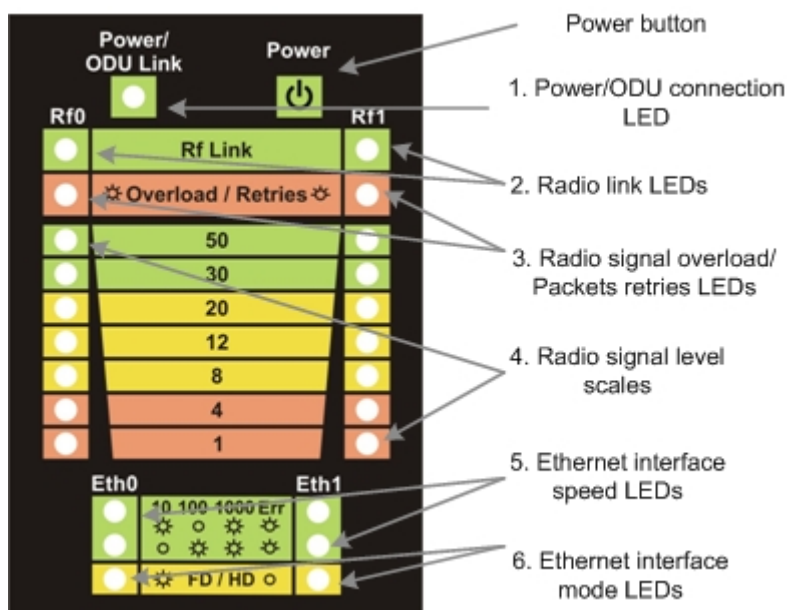 Power/
ODU Link
Power
Rf0
Rf1
Rf Link
Overload / Retries
50
30
20
12
8
4
1
Eth0
Eth1
10 100 1000 Err
FD / HD
Power button
1. Power/ODU connection
LED
2. Radio link LEDs
3. Radio signal overload/
Packets retries LEDs
4. Radio signal level
scales
5. Ethernet interface
speed LEDs
6. Ethernet interface
mode LEDs